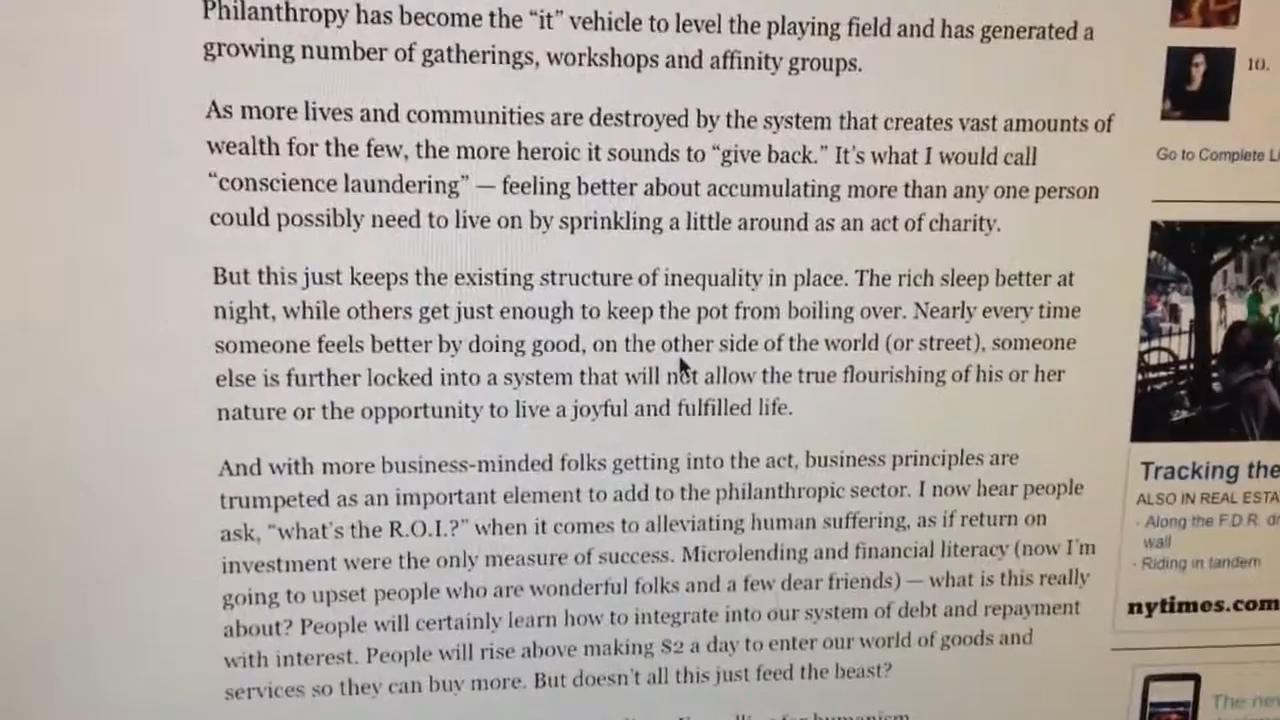 Philanthropy has become the “it” vehicle to level the playing field and has generated a
growing number of gatherings, workshops and affinity groups.
As more lives and communities are destroyed by the system that creates vast amounts of
wealth for the few, the more heroic it sounds to “give back.” It’s what I would call
“conscience laundering” — feeling better about accumulating more than any one person
could possibly need to live on by sprinkling a little around as an act of charity.
But this just keeps the existing structure of inequality in place. The rich sleep better at
night, while others get just enough to keep the pot from boiling over. Nearly every time
someone feels better by doing good, on the other side of the world (or street), someone
else is further locked into a system that will not allow the true flourishing of his or her
nature or the opportunity to live a joyful and fulfilled life.
And with more business-minded folks getting into the act, business principles are
trumpeted as an important element to add to the philanthropic sector. I now hear people
ask, “what’s the R.O.I.?” when it comes to alleviating human suffering, as if return on
investment were the only measure of success. Microlending and financial literacy (now I’m
going to upset people who are wonderful folks and a few dear friends) — what is this really
about? People will certainly learn how to integrate into our system of debt and repayment
with interest. People will rise above making $2 a day to enter our world of goods and
services so they can buy more. But doesn’t all this just feed the beast?
for humanism
10.
Go to Complete
Tracking the
ALSO IN REAL
· Along the F.D.R.
wall
· Riding in tandem
nytimes.com
The